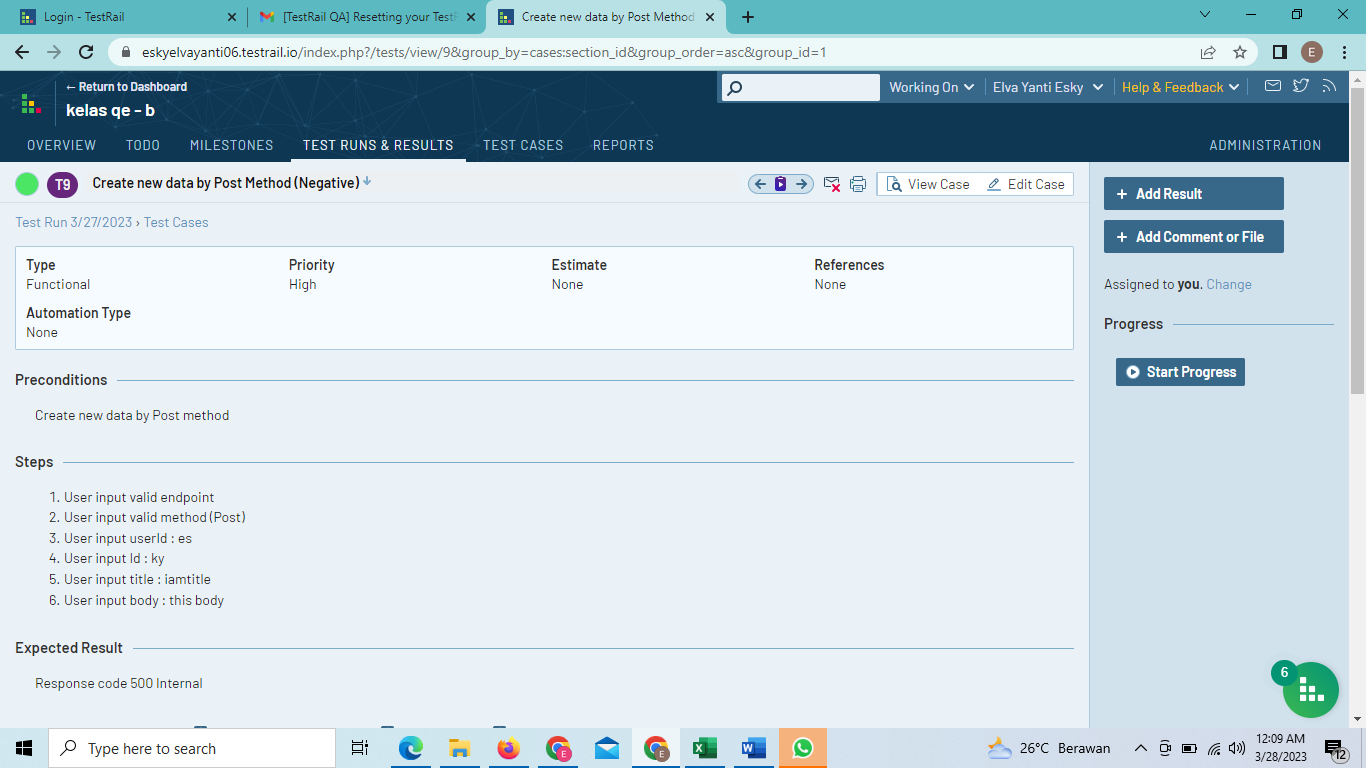 Login - TestRail
[TestRail QA] Resetting your Test
Create new data by Post Method
eskyelvayanti06.testrail.io/index.php?/tests/view/9&group_by=cases:section_id&group_order=asc&group_id=1
E
← Return to Dashboard
kelas qe - b
Working On
Elva Yanti Esky
Help & Feedback
OVERVIEW
TODO
MILESTONES
TEST RUNS & RESULTS
TEST CASES
REPORTS
ADMINISTRATION
T9
Create new data by Post Method (Negative)
View Case
Edit Case
+ Add Result
Test Run 3/27/2023 › Test Cases
+ Add Comment or File
Type
Functional
Priority
High
Estimate
None
References
None
Automation Type
None
Assigned to you. Change
Progress
Start Progress
Preconditions
Create new data by Post method
Steps
1. User input valid endpoint
2. User input valid method (Post)
3. User input userId : es
4. User input Id : ky
5. User input title : iamtitle
6. User input body : this body
Expected Result
Response code 500 Internal
6
Type here to search
E
E
26°C Berawan
12:09 AM
3/28/2023
12